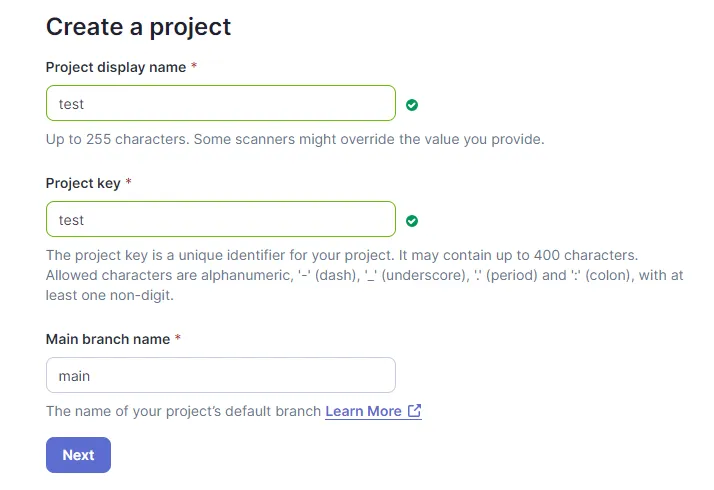 Create a project
Project display name *
test
Up to 255 characters. Some scanners might override the value you provide.
Project key *
test
The project key is a unique identifier for your project. It may contain up to 400 characters.
Allowed characters are alphanumeric, '-' (dash), '_' (underscore), '.' (period) and ':' (colon), with at
least one non-digit.
Main branch name *
main
The name of your project’s default branch Learn More
Next